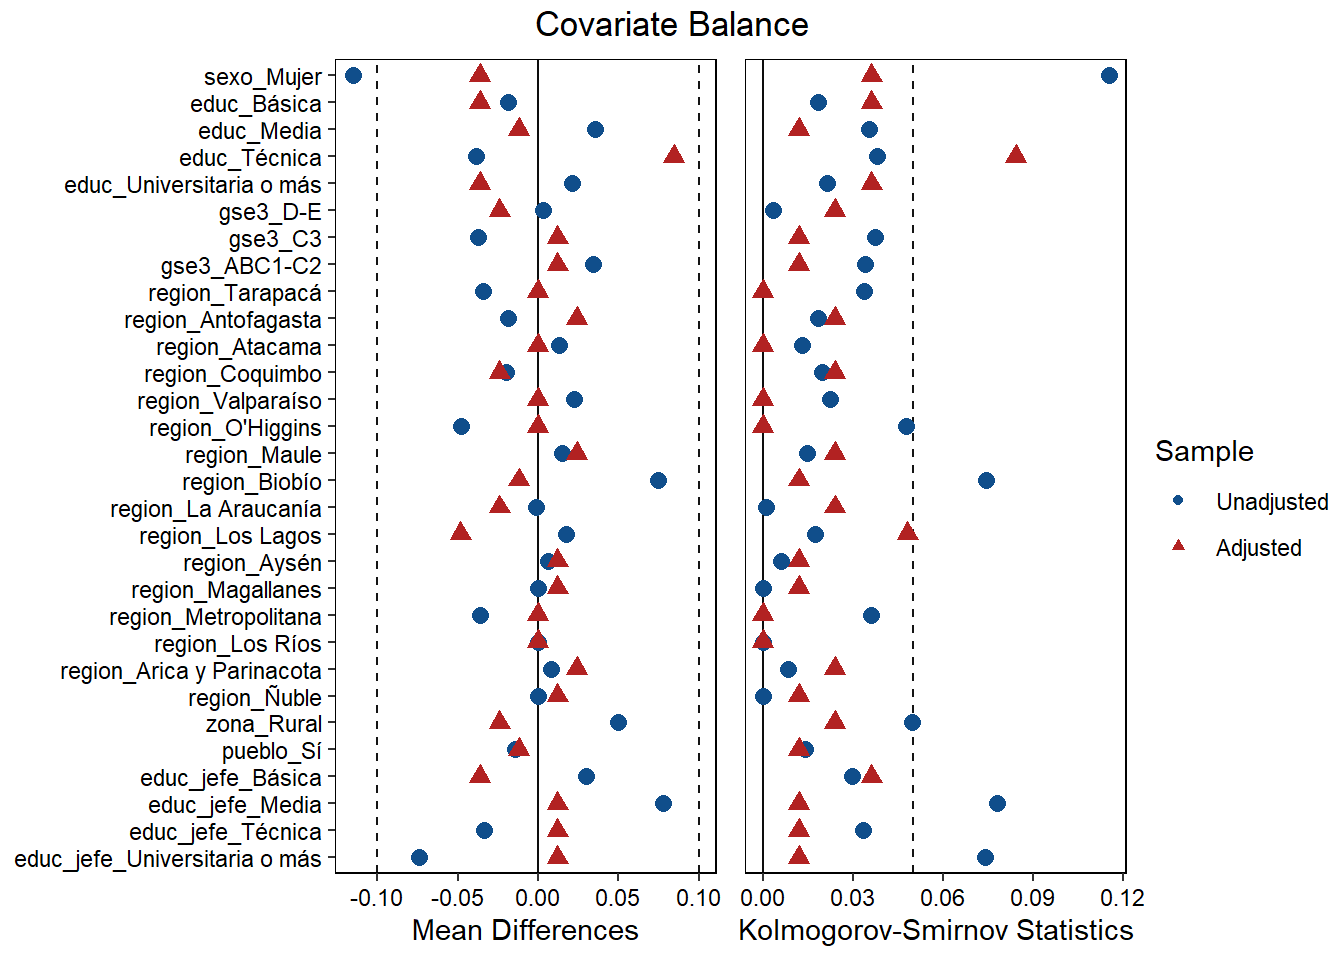 Covariate Balance
sexo_Mujer
educ_Básica
educ_Media
educ_Técnica
educ_Universitaria o más
gse3_D-E
gse3_C3
gse3_ABC1-C2
region_Tarapacá
region_Antofagasta
region_Atacama
region_Coquimbo
region_Valparaíso
region_O'Higgins
region_Maule
region_Biobío
region_La Araucanía
region_Los Lagos
region_Aysén
region_Magallanes
region_Metropolitana
region_Los Ríos
region_Arica y Parinacota
region_Ñuble
zona_Rural
pueblo_Sí
educ_jefe_Básica
educ_jefe_Media
educ_jefe_Técnica
educ_jefe_Universitaria o más
-0.10 -0.05 0.00 0.05 0.10
Mean Differences
0.00 0.03 0.06 0.09 0.12
Kolmogorov-Smirnov Statistics
Sample
Unadjusted
Adjusted